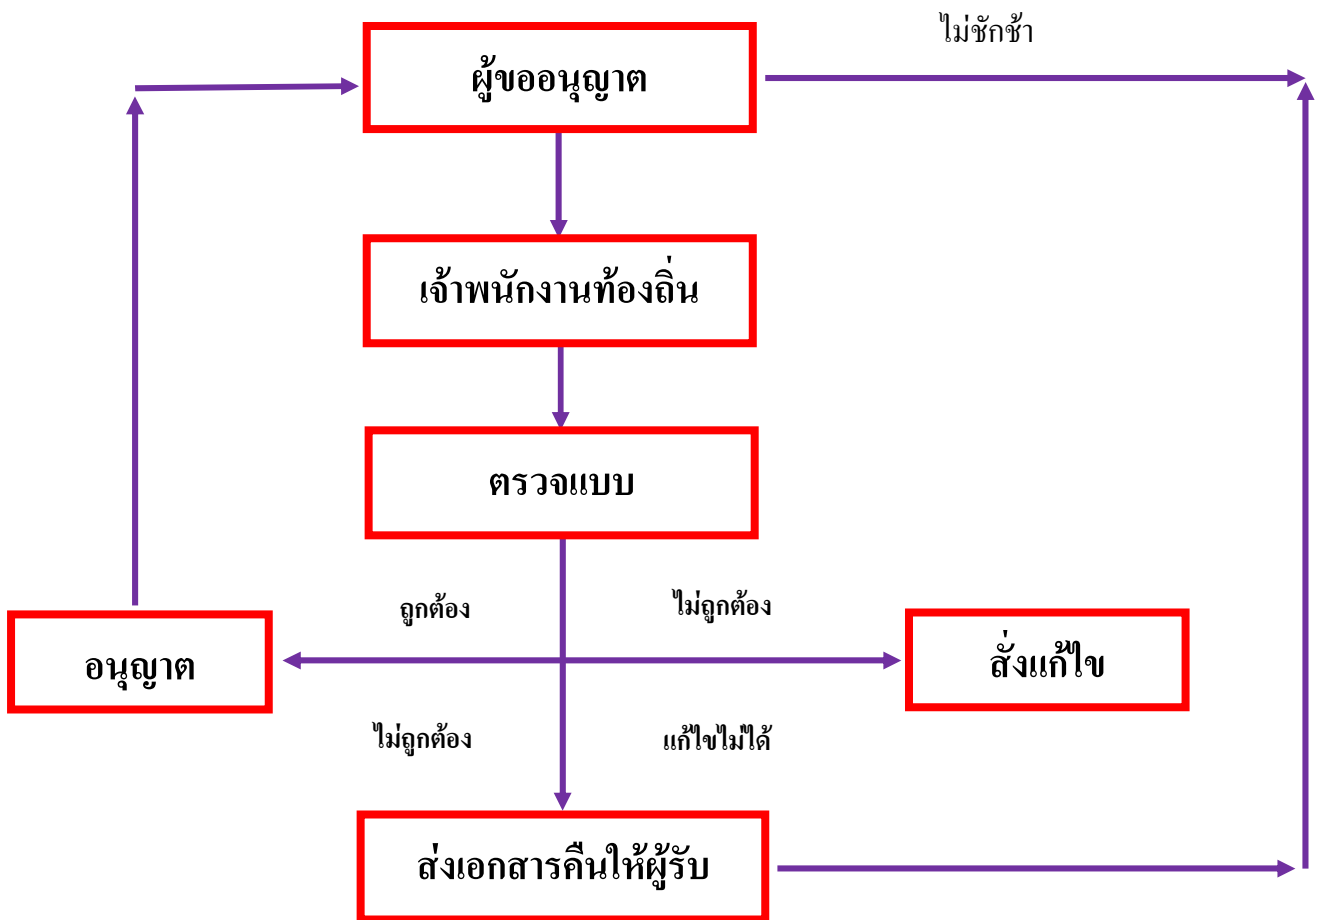 ไม่ชักช้า
ผู้ขออนุญาต
เจ้าพนักงานท้องถิ่น
ตรวจแบบ
ถูกต้อง
ไม่ถูกต้อง
อนุญาต
สั่งแก้ไข
ไม่ถูกต้อง
แก้ไขไม่ได้
ส่งเอกสารคืนให้ผู้รับ